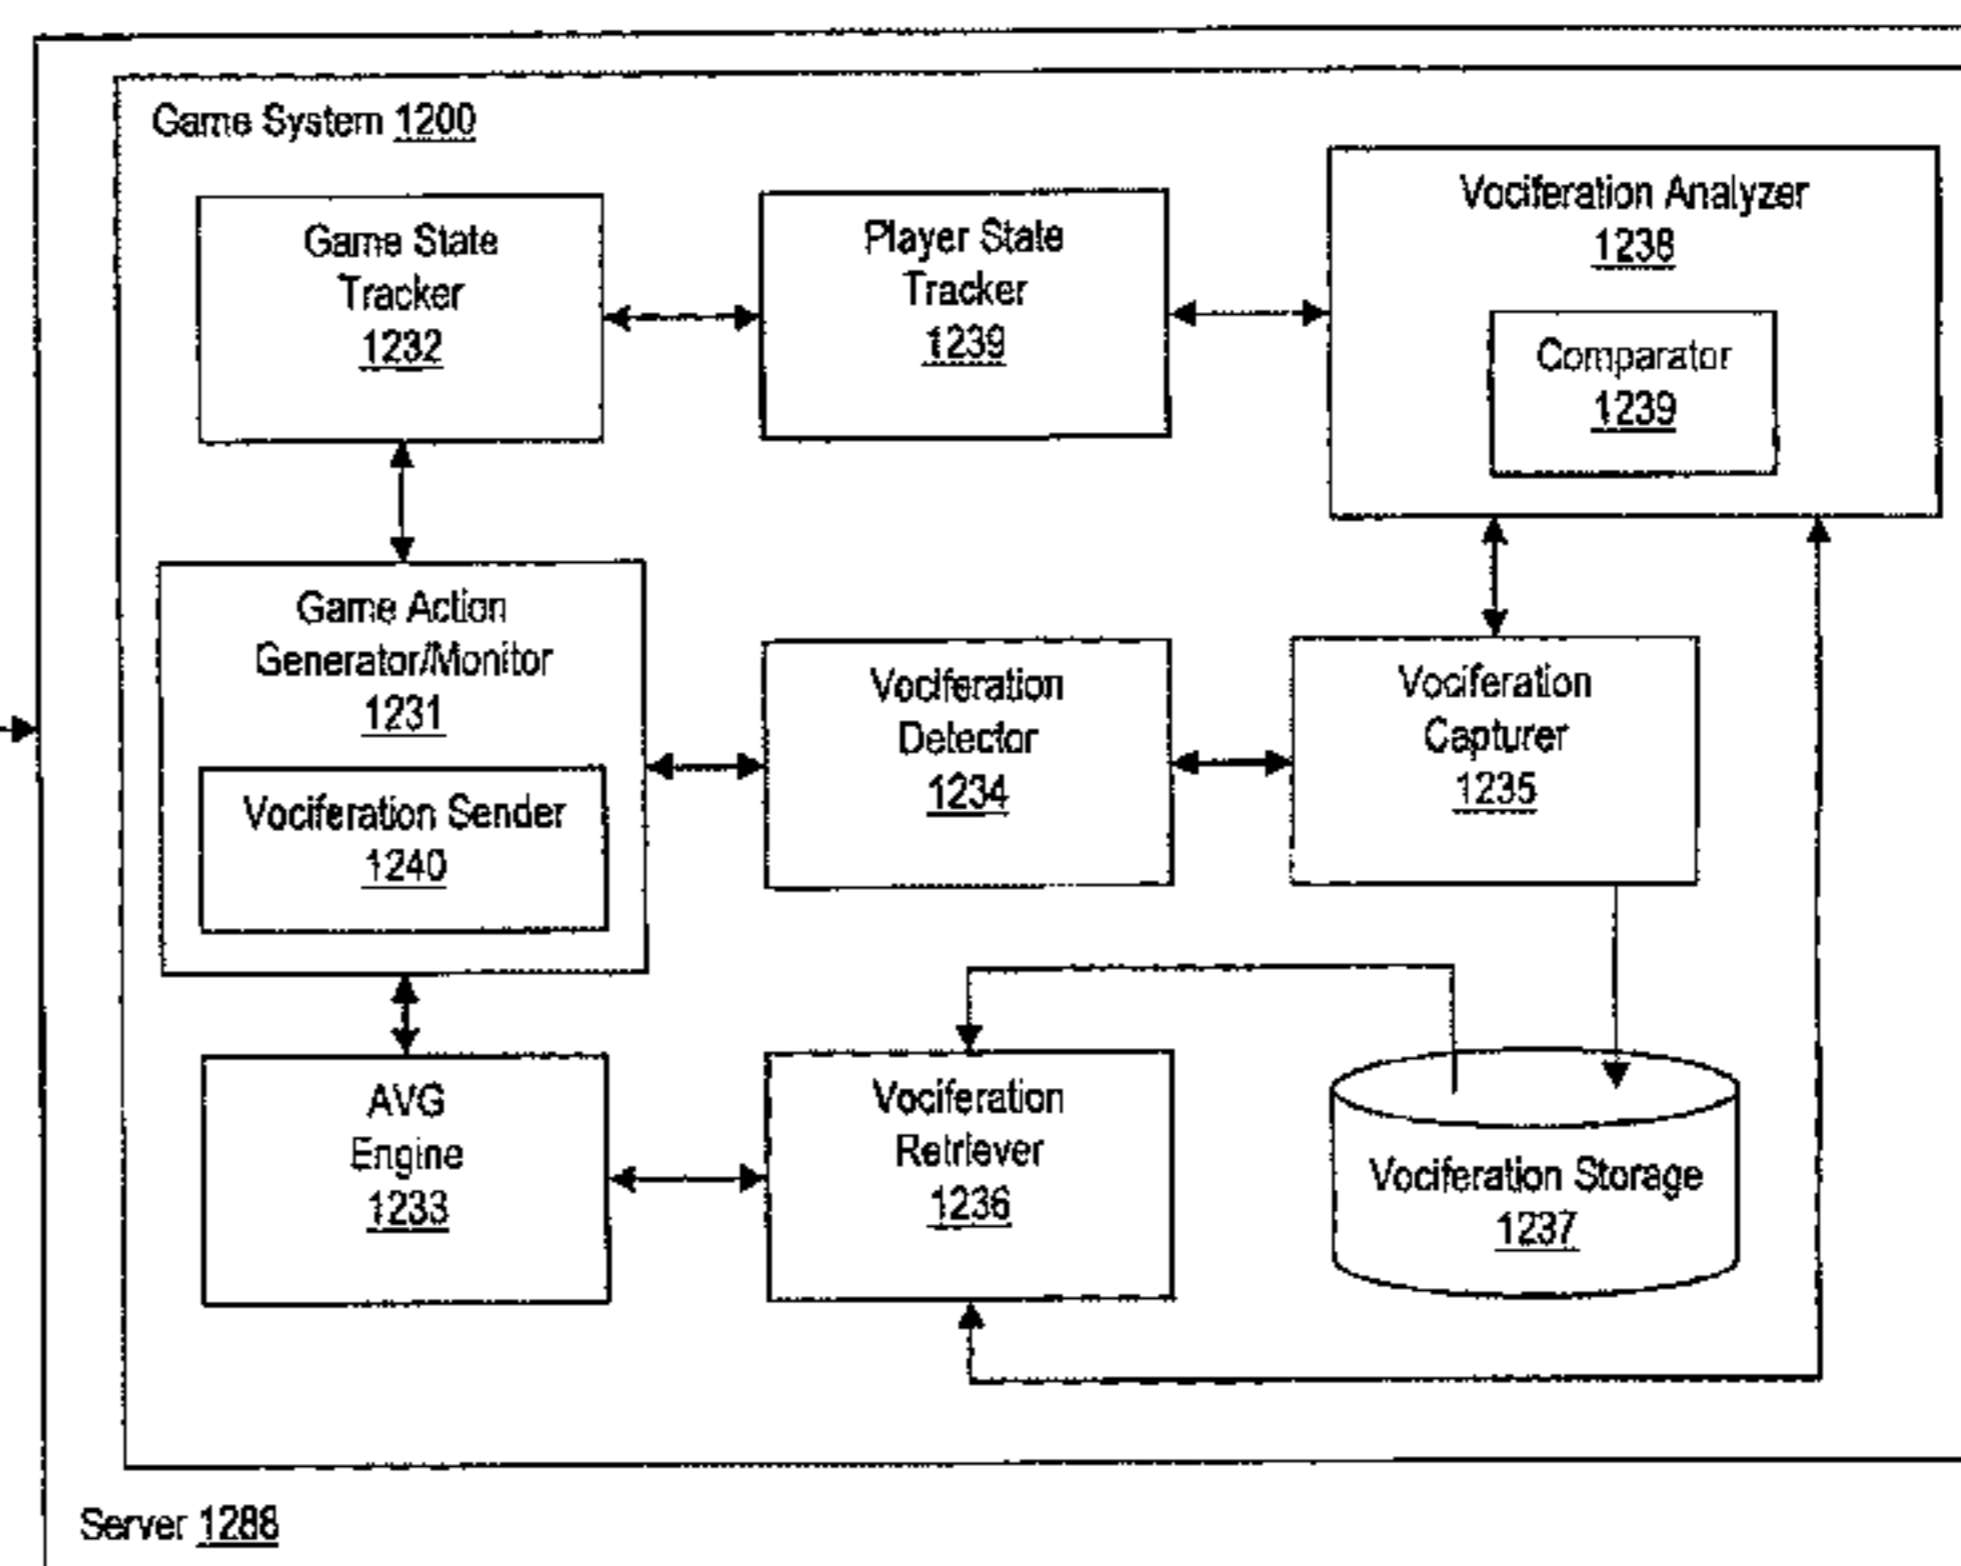 Game System 1200
Game State
Tracker
1232
Player State
Tracker
1239
Vociferation Analyzer
1238
Comparator
1239
Game Action
Generator/Monitor
1231
Vociferation Sender
1240
Vociferation
Detector
1234
Vociferation
Capturer
1235
AVG
Engine
1233
Vociferation
Retriever
1236
Vociferation Storage
1237
Server 1288